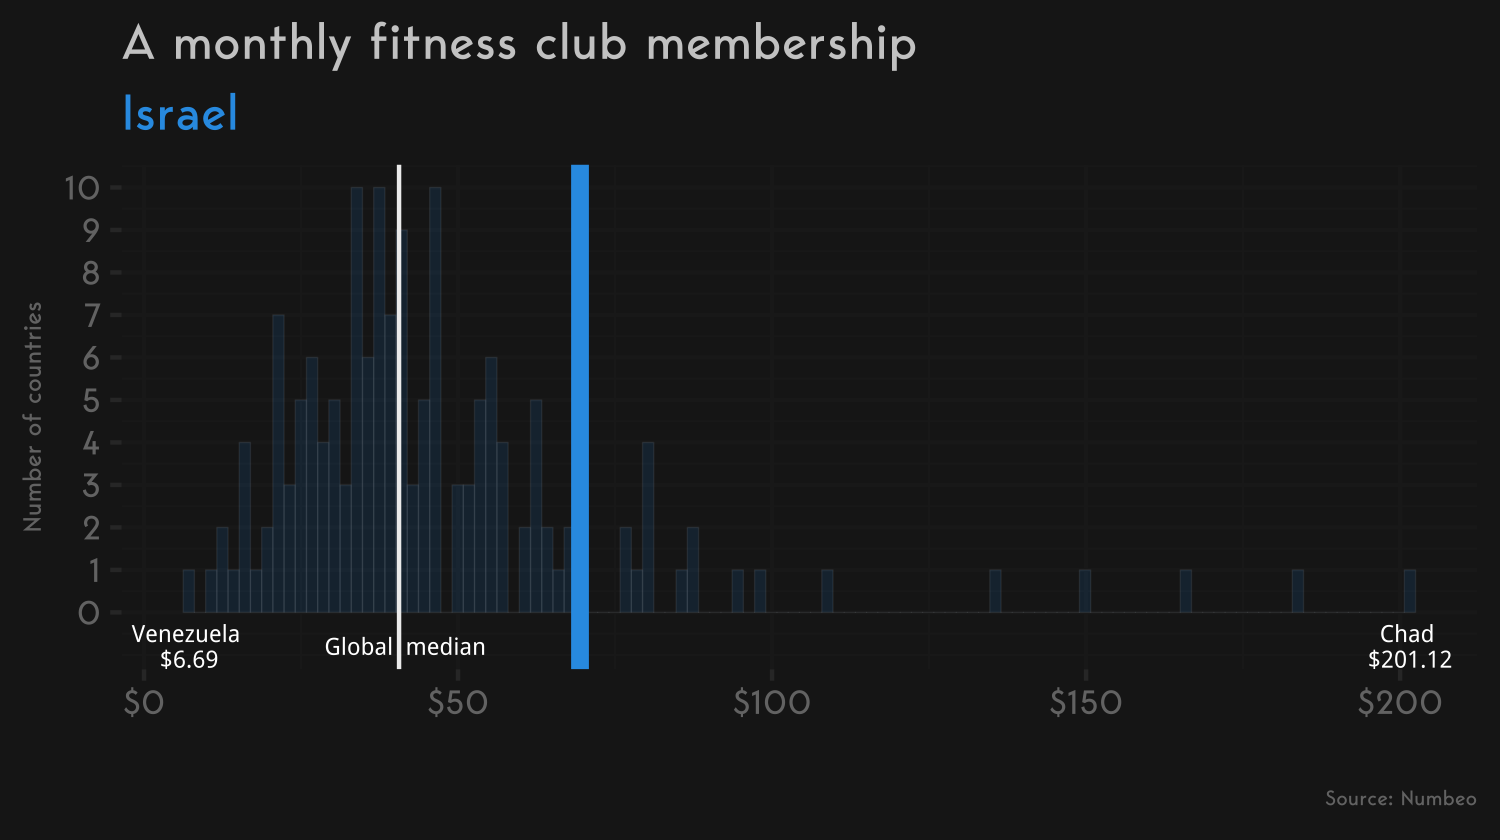 A monthly fitness club membership
Israel
Number of countries
10
9
8
7
6
5
4
3
2
1
0
Venezuela
$6.69
Global median
Chad
$201.12
$0 $50 $100 $150 $200
Source: Numbeo